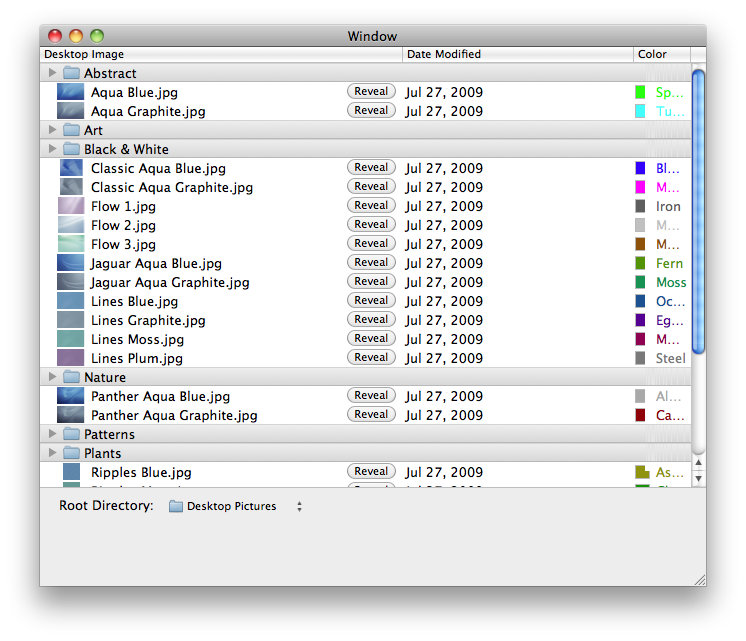 Window
Desktop Image Date Modified Color
Abstract
Aqua Blue.jpg Reveal Jul 27, 2009 Sp...
Aqua Graphite.jpg Reveal Jul 27, 2009 Tu...
Art
Black & White
Classic Aqua Blue.jpg Reveal Jul 27, 2009 Bl...
Classic Aqua Graphite.jpg Reveal Jul 27, 2009 M...
Flow 1.jpg Reveal Jul 27, 2009 Iron
Flow 2.jpg Reveal Jul 27, 2009 M...
Flow 3.jpg Reveal Jul 27, 2009 M...
Jaguar Aqua Blue.jpg Reveal Jul 27, 2009 Fern
Jaguar Aqua Graphite.jpg Reveal Jul 27, 2009 Moss
Lines Blue.jpg Reveal Jul 27, 2009 Oc...
Lines Graphite.jpg Reveal Jul 27, 2009 Eg...
Lines Moss.jpg Reveal Jul 27, 2009 M...
Lines Plum.jpg Reveal Jul 27, 2009 Steel
Nature
Panther Aqua Blue.jpg Reveal Jul 27, 2009 Al...
Panther Aqua Graphite.jpg Reveal Jul 27, 2009 Ca...
Patterns
Plants
Ripples Blue.jpg Reveal Jul 27, 2009 As...
Root Directory: Desktop Pictures